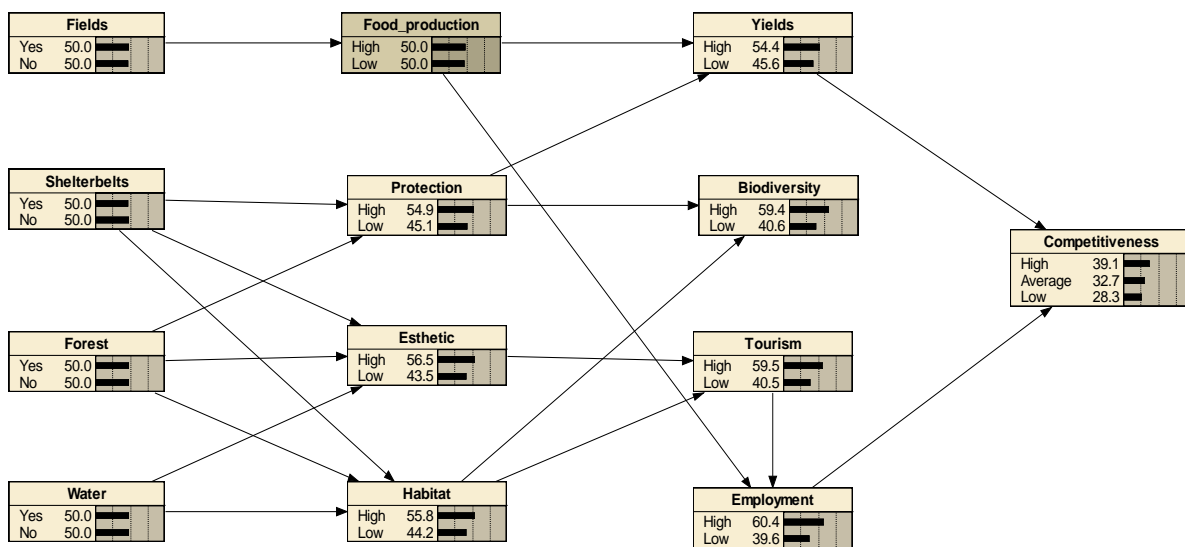 Fields
Yes 50.0
No 50.0
Food_production
High 50.0
Low 50.0
Yields
High 54.4
Low 45.6
Shelterbelts
Yes 50.0
No 50.0
Protection
High 54.9
Low 45.1
Biodiversity
High 59.4
Low 40.6
Competitiveness
High 39.1
Average 32.7
Low 28.3
Forest
Yes 50.0
No 50.0
Esthetic
High 56.5
Low 43.5
Tourism
High 59.5
Low 40.5
Water
Yes 50.0
No 50.0
Habitat
High 55.8
Low 44.2
Employment
High 60.4
Low 39.6